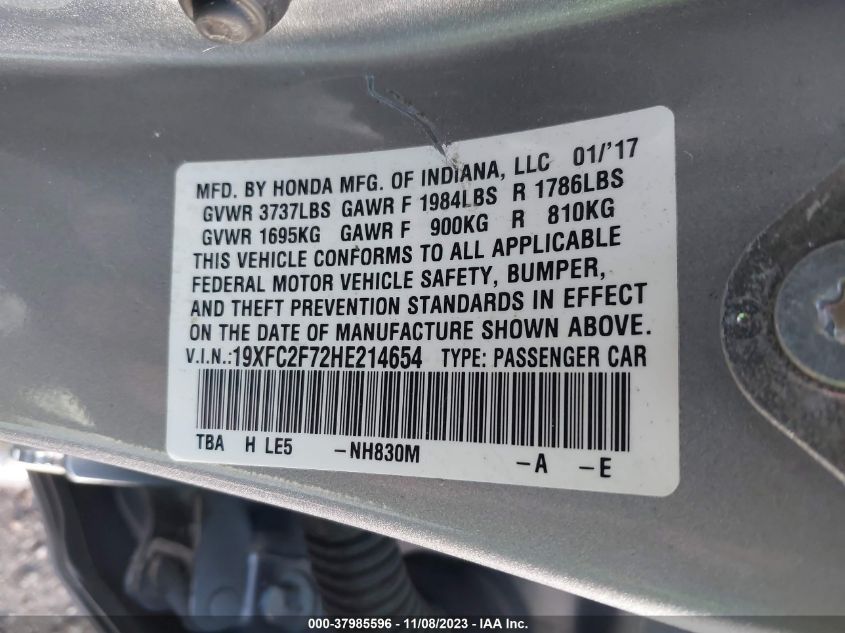 MFD. BY HONDA MFG. OF INDIANA, LLC 01/'17
GVWR 3737LBS GAWR F 1984LBS R 1786LBS
GVWR 1695KG GAWR F 900KG R 810KG
THIS VEHICLE CONFORMS TO ALL APPLICABLE
FEDERAL MOTOR VEHICLE SAFETY, BUMPER,
AND THEFT PREVENTION STANDARDS IN EFFECT
ON THE DATE OF MANUFACTURE SHOWN ABOVE.
V.I.N.:19XFC2F72HE214654 TYPE: PASSENGER CAR
TBA H LE5 -NH830M -A -E
000-37985596 - 11/08/2023 - IAA Inc.